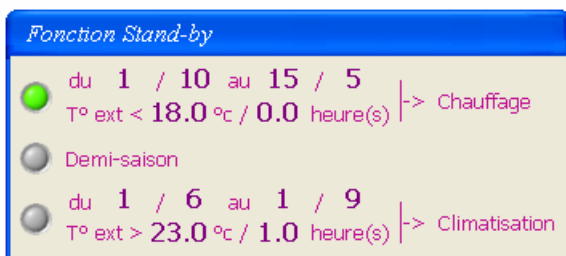 Fonction Stand-by
du 1 / 10 au 15 / 5
T° ext < 18.0 °c / 0.0 heure(s) |-> Chauffage
Demi-saison
du 1 / 6 au 1 / 9
T° ext > 23.0 °c / 1.0 heure(s) |-> Climatisation